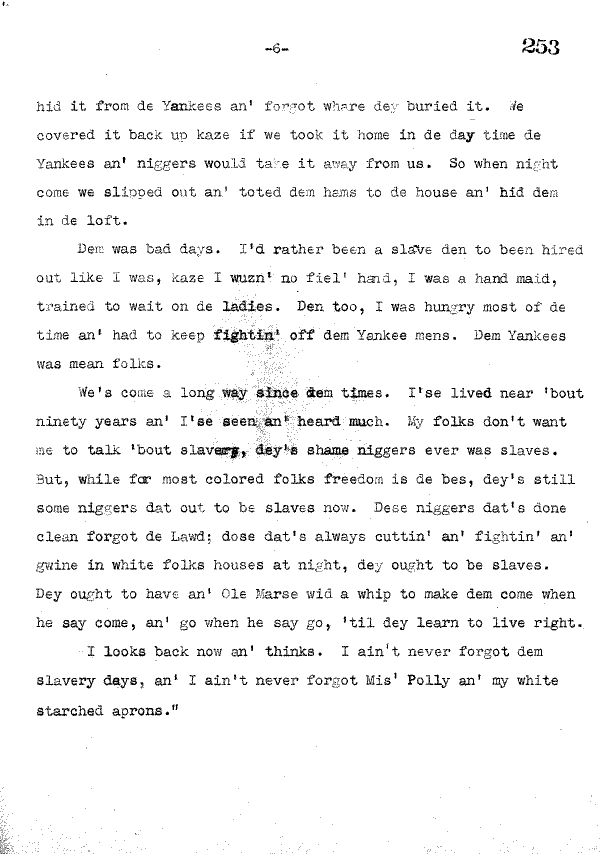 -6- 253
hid it from de Yankees an' forgot whare dey buried it. We
covered it back up kaze if we took it home in de day time de
Yankees an' niggers would take it away from us. So when night
come we slipped out an' toted dem hams to de house an' hid dem
in de loft.
Dem was bad days. I'd rather been a slave den to been hired
out like I was, kaze I wuzn' no fiel' hand, I was a hand maid,
trained to wait on de ladies. Den too, I was hungry most of de
time an' had to keep fightin' off dem Yankee mens. Dem Yankees
was mean folks.
We's come a long way since dem times. I'se lived near 'bout
ninety years an' I'se seen an' heard much. My folks don't want
me to talk 'bout slavery, dey's shame niggers ever was slaves.
But, while for most colored folks freedom is de bes, dey's still
some niggers dat out to be slaves now. Dese niggers dat's done
clean forgot de Lawd; dose dat's always cuttin' an' fightin' an'
gwine in white folks houses at night, dey ought to be slaves.
Dey ought to have an' Ole Marse wid a whip to make dem come when
he say come, an' go when he say go, 'til dey learn to live right.
I looks back now an' thinks. I ain't never forgot dem
slavery days, an' I ain't never forgot Mis' Polly an' my white
starched aprons."